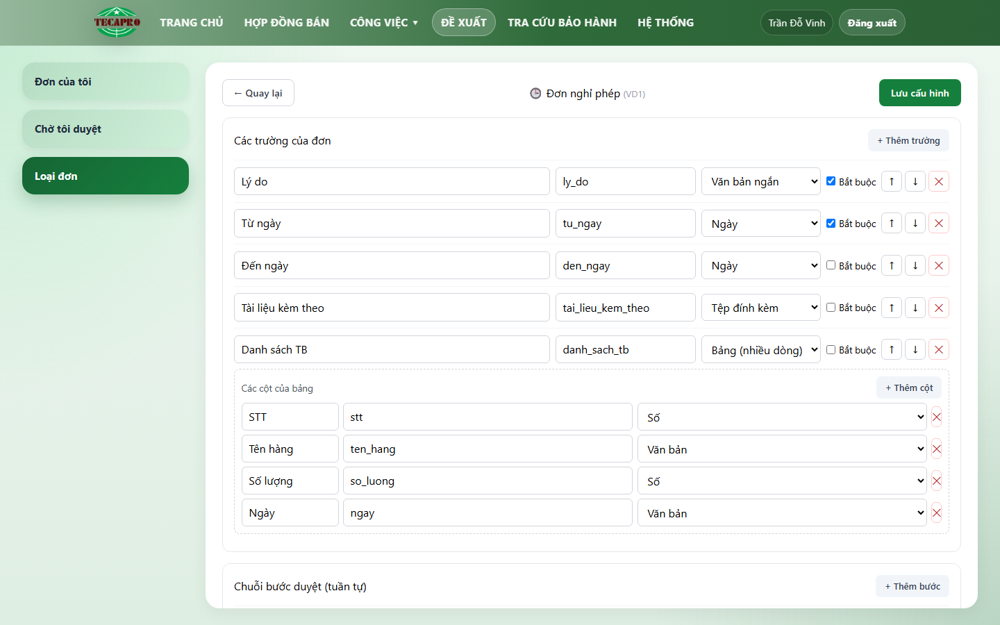 TECAPRO
TRANG CHỦ
HỢP ĐỒNG BÁN
CÔNG VIỆC ▼
ĐỀ XUẤT
TRA CỨU BẢO HÀNH
HỆ THỐNG
Trần Đỗ Vinh
Đăng xuất
Đơn của tôi
Chờ tôi duyệt
Loại đơn
← Quay lại
Đơn nghỉ phép (VD1)
Lưu cấu hình
Các trường của đơn
+ Thêm trường
Lý do ly_do Văn bản ngắn Bắt buộc ↑ ↓ ×
Từ ngày tu_ngay Ngày Bắt buộc ↑ ↓ ×
Đến ngày den_ngay Ngày Bắt buộc ↑ ↓ ×
Tài liệu kèm theo tai_lieu_kem_theo Tệp đính kèm Bắt buộc ↑ ↓ ×
Danh sách TB danh_sach_tb Bảng (nhiều dòng) Bắt buộc ↑ ↓ ×
Các cột của bảng
+ Thêm cột
STT stt Số ×
Tên hàng ten_hang Văn bản ×
Số lượng so_luong Số ×
Ngày ngay Văn bản ×
Chuỗi bước duyệt (tuần tự)
+ Thêm bước